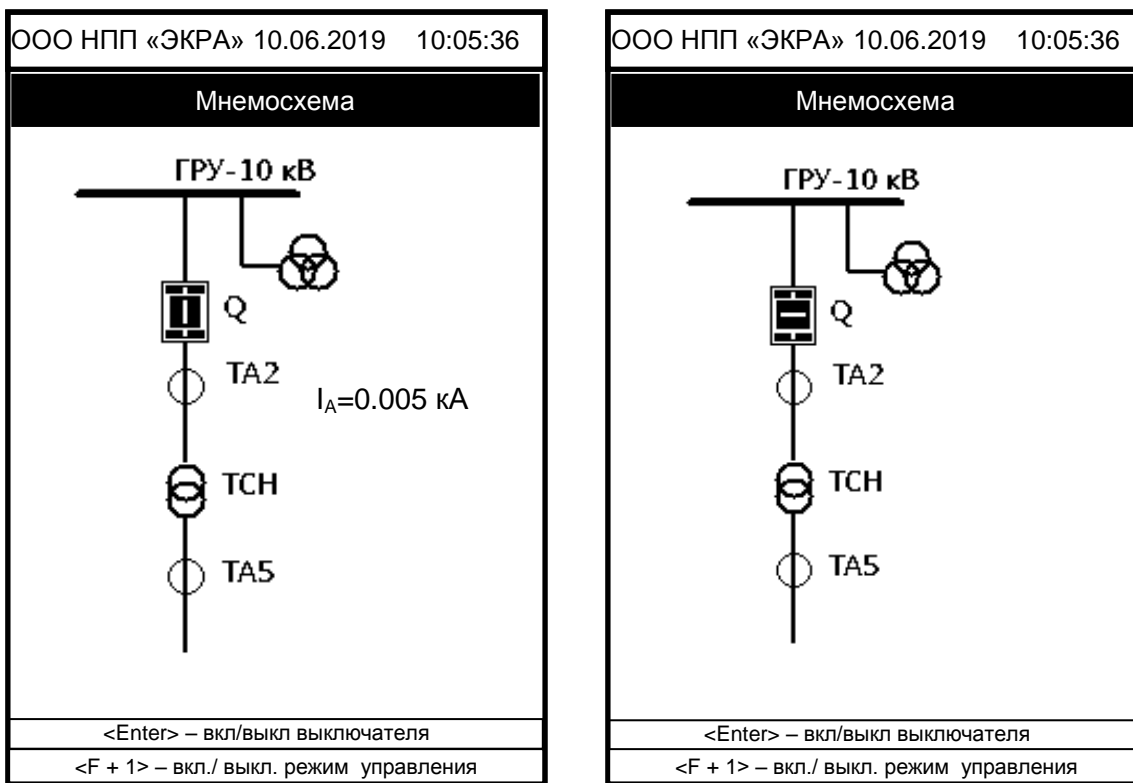 ООО НПП «ЭКРА» 10.06.2019 10:05:36
Мнемосхема
ГРУ-10 кВ
Q
TA2
IA=0.005 кА
ТСН
TA5
<Enter> – вкл/выкл выключателя
<F + 1> – вкл./ выкл. режим управления
ООО НПП «ЭКРА» 10.06.2019 10:05:36
Мнемосхема
ГРУ-10 кВ
Q
TA2
ТСН
TA5
<Enter> – вкл/выкл выключателя
<F + 1> – вкл./ выкл. режим управления